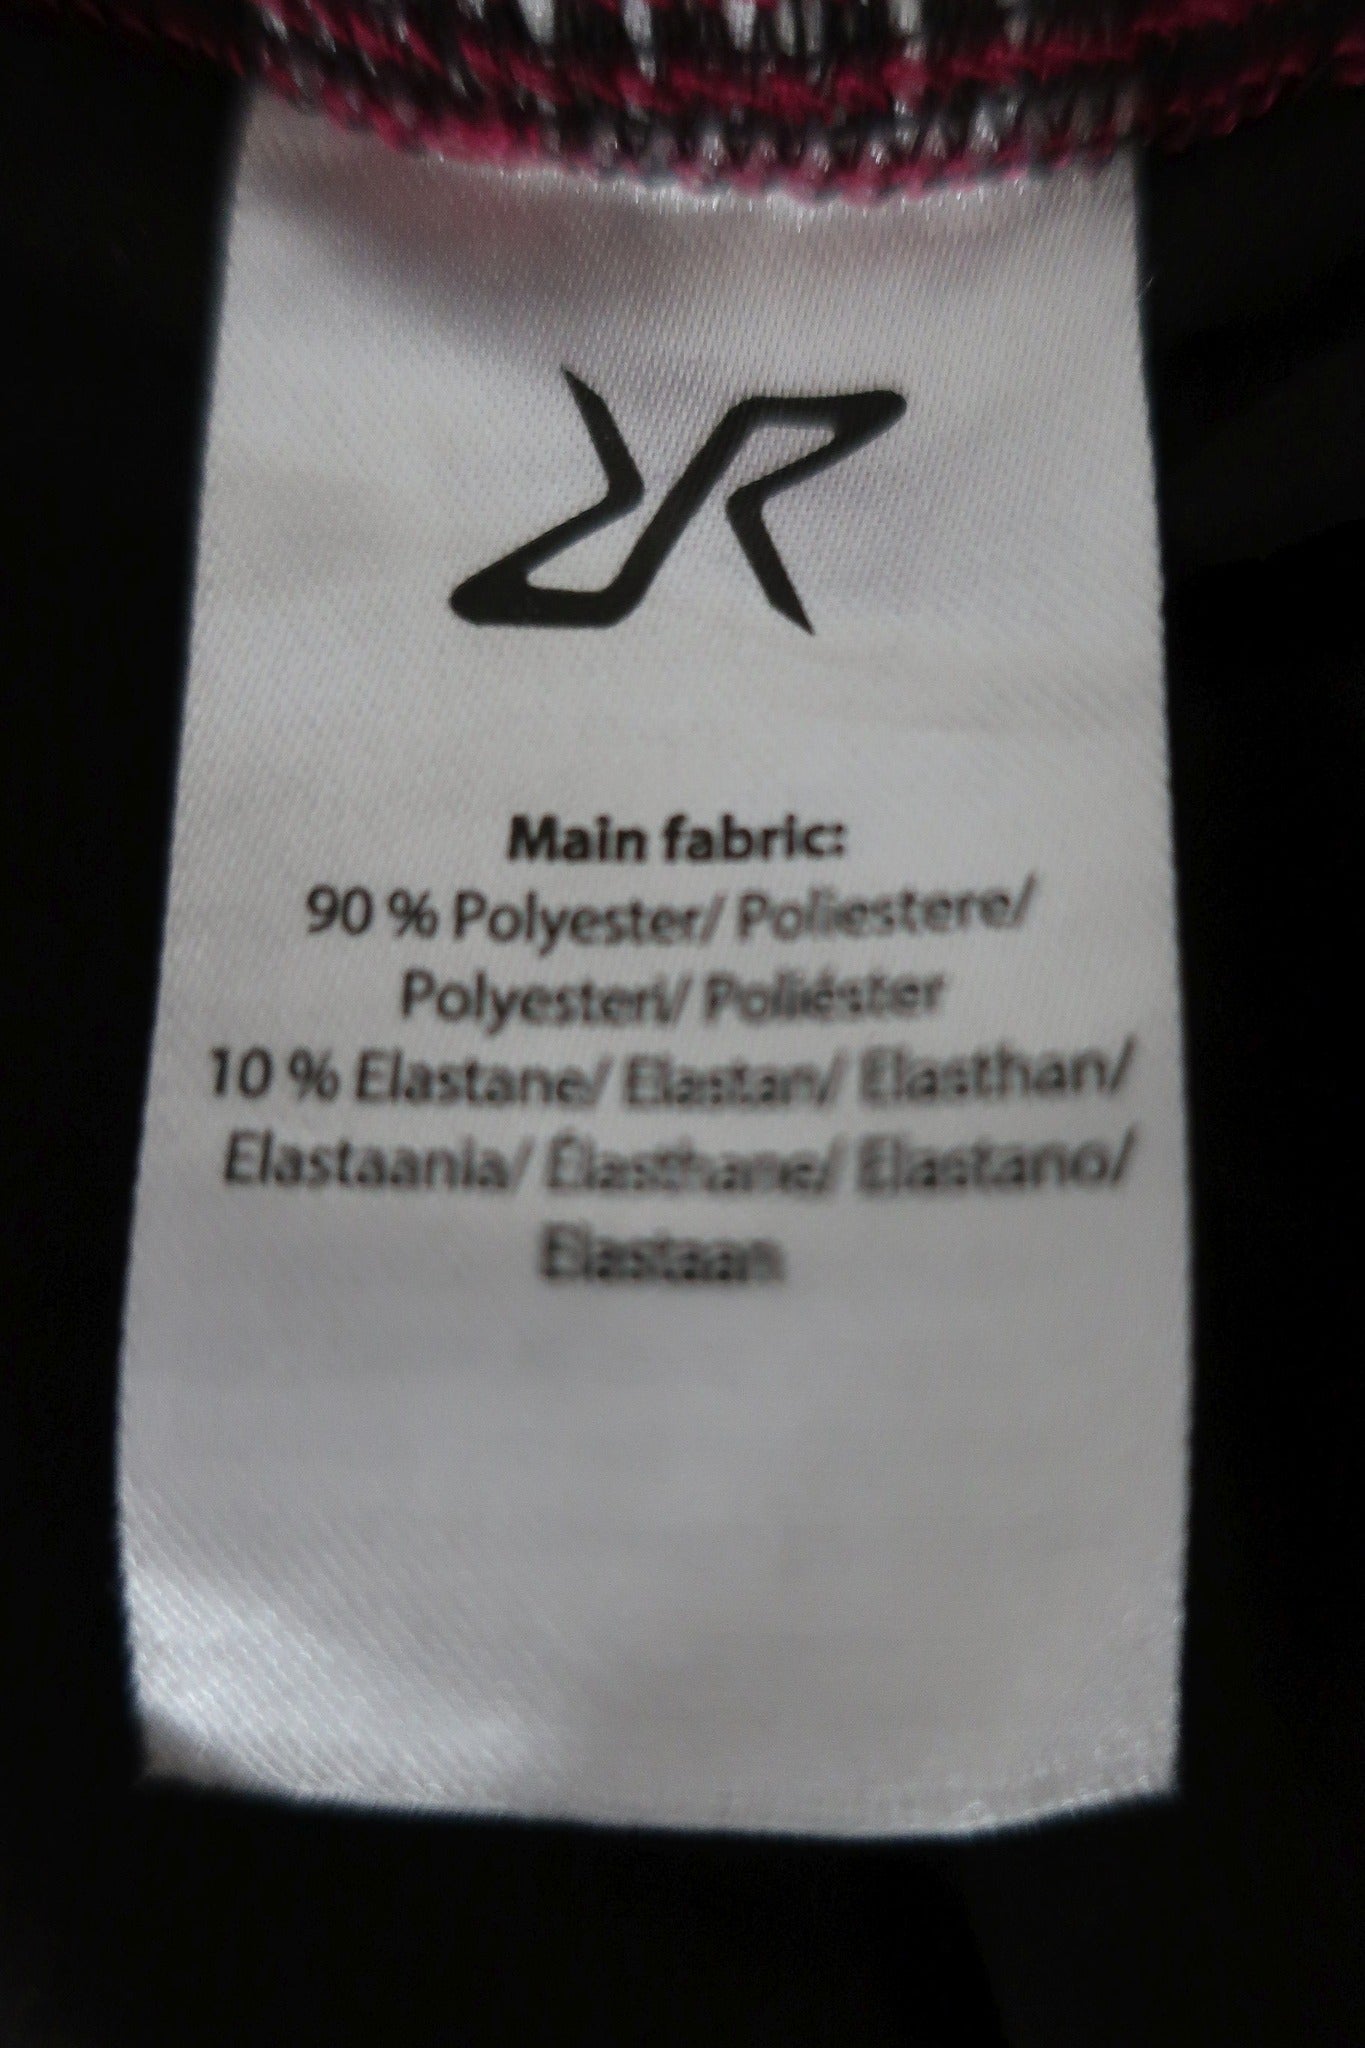 Main fabric:
90 % Polyester/ Poliestere/
Polyesteri/ Poliéster
10 % Elastane/ Elastan/ Elasthan/
Elastaania/ Élasthane/ Elastano/
Elastaan